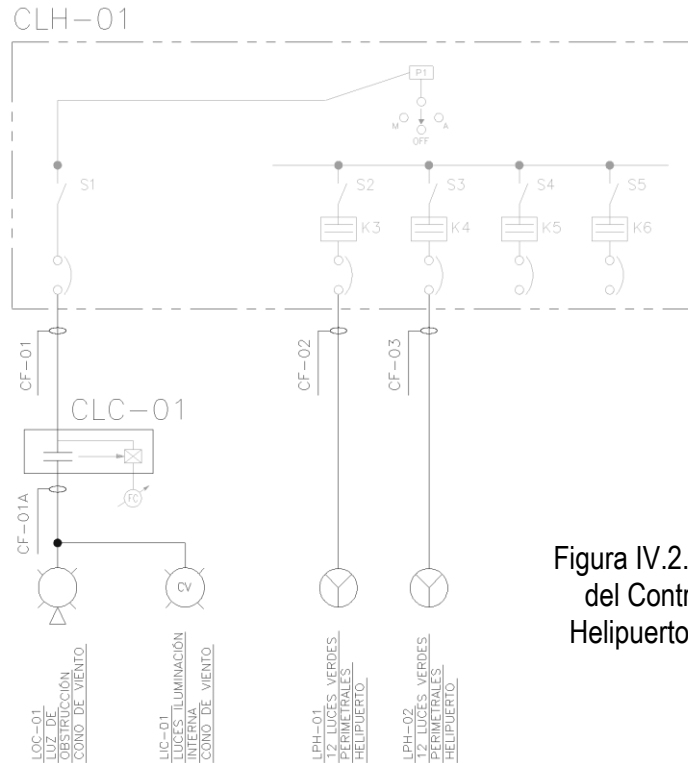 CLH-01
P1
M
A
OFF
S1
S2
S3
S4
S5
K3
K4
K5
K6
CF-01
CF-02
CF-03
CLC-01
FC
CF-01A
CV
Figura IV.2.
del Contr
Helipuerto
LOC-01
LUZ DE
OBSTRUCCIÓN
CONO DE VIENTO
LIC-01
LUCES ILUMINACIÓN
INTERNA
CONO DE VIENTO
LPH-01
12 LUCES VERDES
PERIMETRALES
HELIPUERTO
LPH-02
12 LUCES VERDES
PERIMETRALES
HELIPUERTO